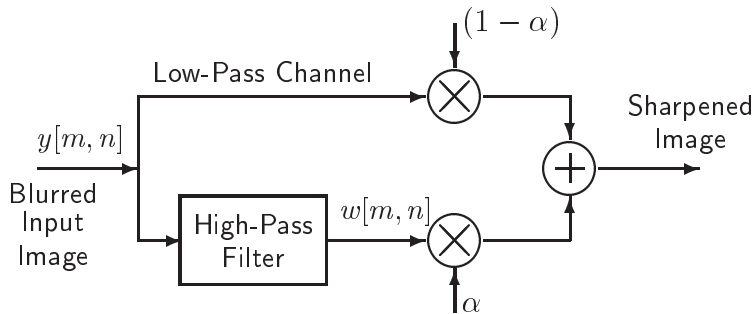 (1 − α)
Low-Pass Channel
Sharpened
Image
y[m, n]
Blurred
Input
Image
High-Pass
Filter
w[m, n]
α